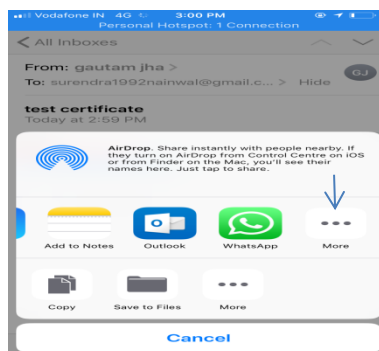 Vodafone IN 4G 3:00 PM
Personal Hotspot: 1 Connection
All Inboxes
From: gautam jha >
GJ
To: surendra1992nainwal@gmail.c... > Hide
test certificate
Today at 2:59 PM
AirDrop. Share instantly with people nearby. If
they turn on AirDrop from Control Centre on iOS
or from Finder on the Mac, you'll see their
names here. Just tap to share.
Add to Notes Outlook WhatsApp More
Copy Save to Files More
Cancel